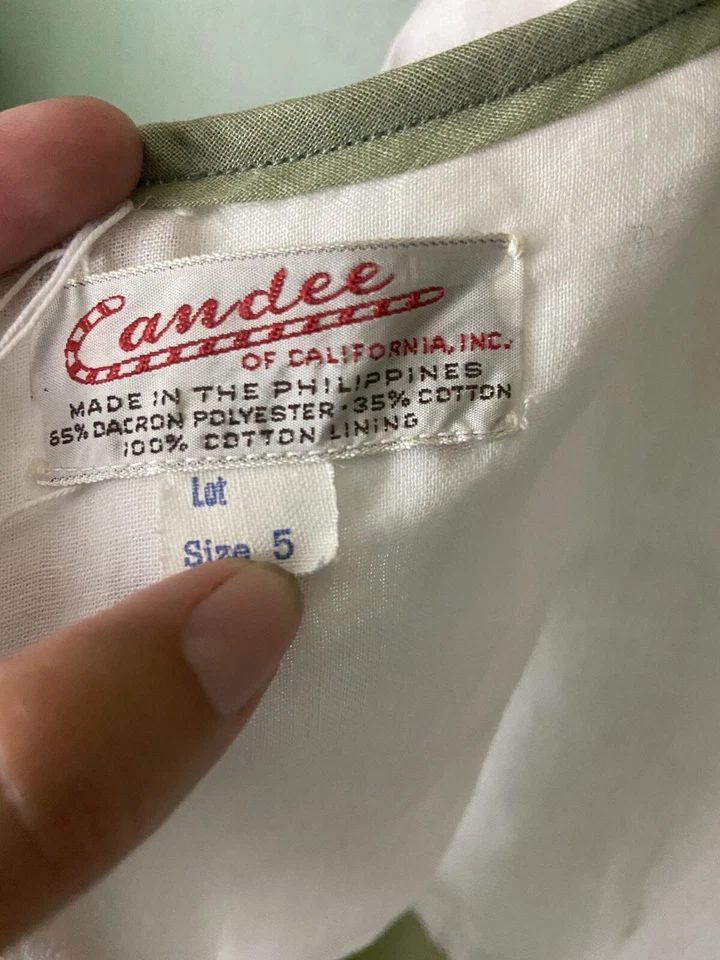 Candee
OF CALIFORNIA, INC.
MADE IN THE PHILIPPINES
65% DACRON POLYESTER · 35% COTTON
100% COTTON LINING
Lot
Size 5